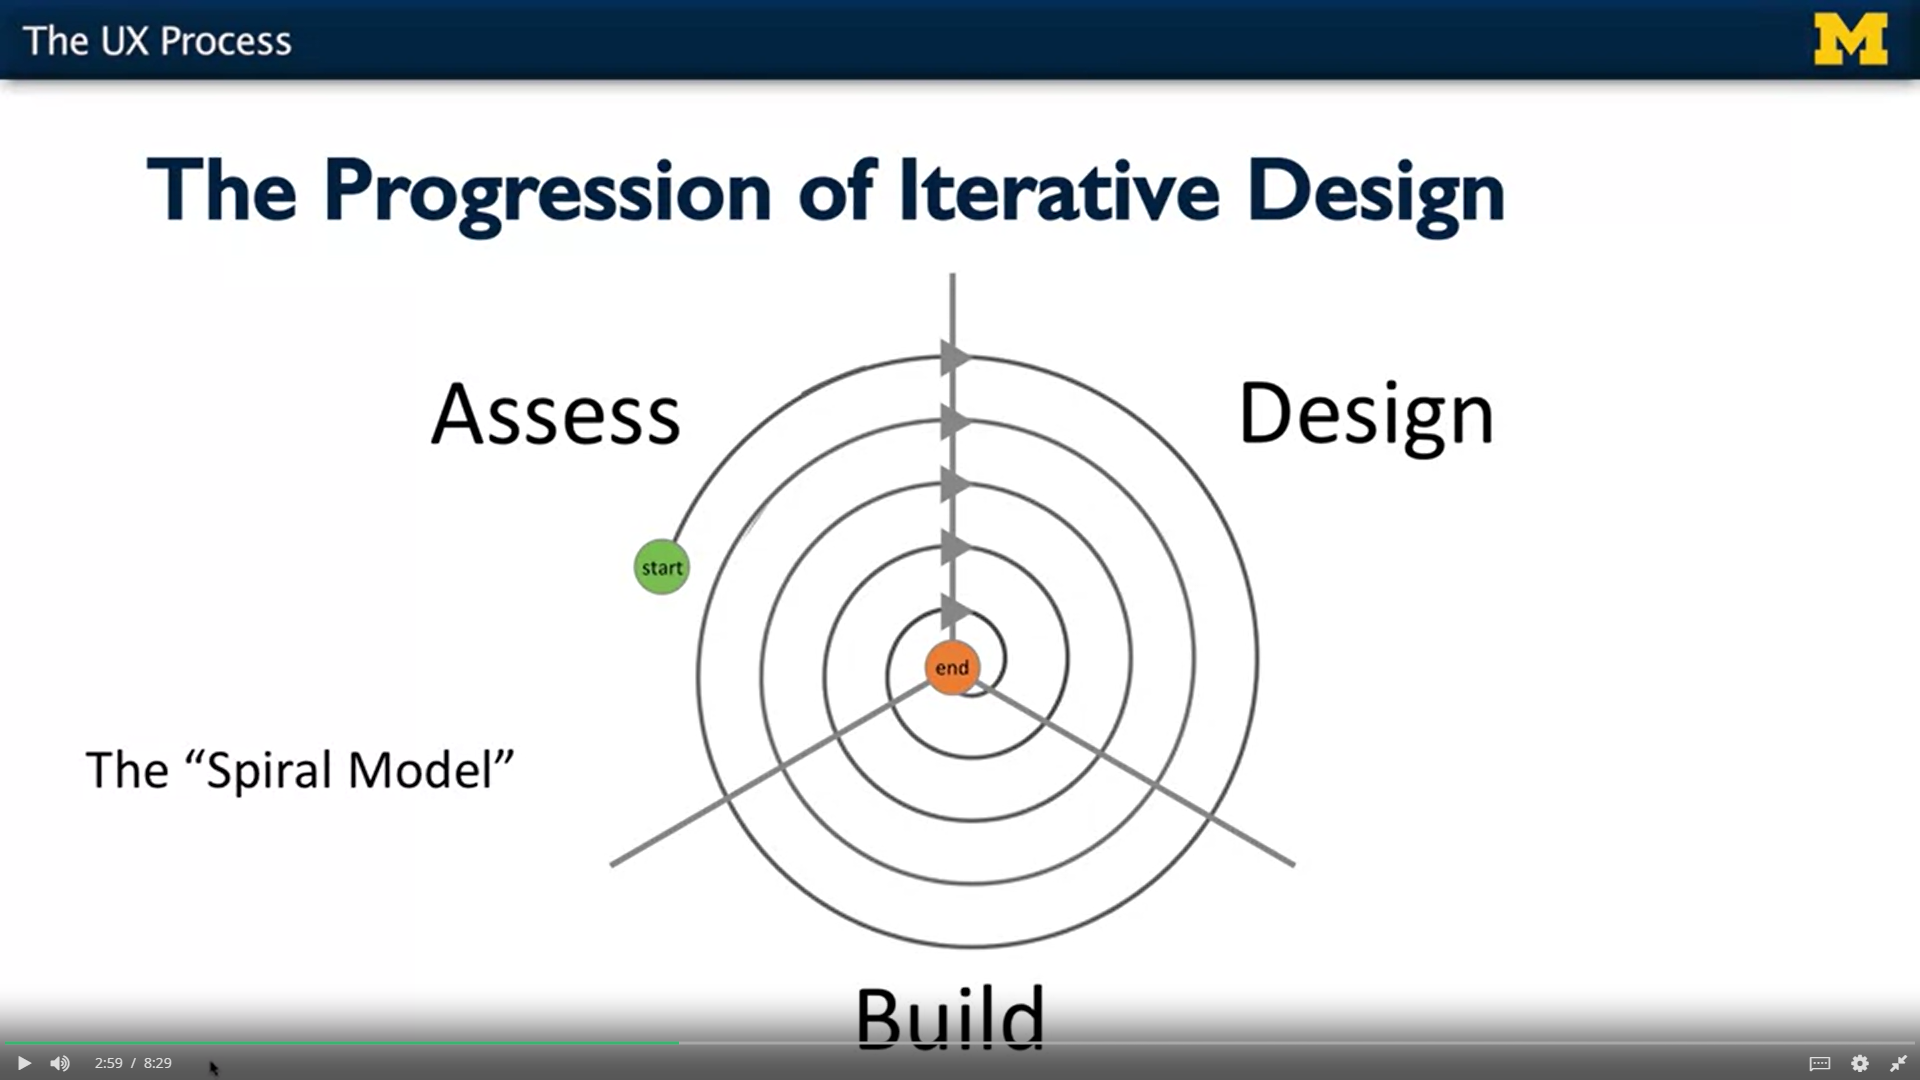 The UX Process
M
The Progression of Iterative Design
Assess
Design
start
end
The “Spiral Model”
Build
2:59 / 8:29